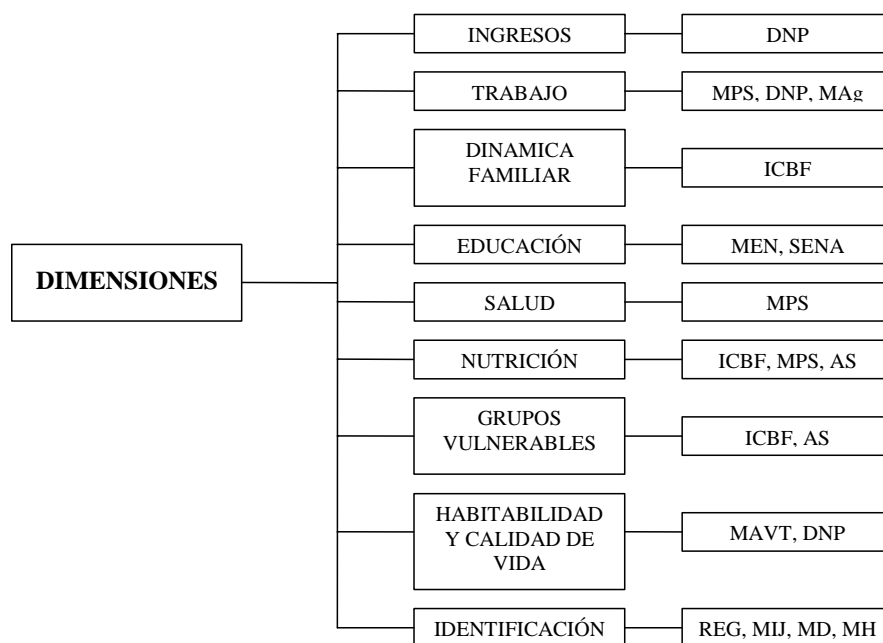 INGRESOS
DNP
TRABAJO
MPS, DNP, MAg
DINAMICA
FAMILIAR
ICBF
EDUCACIÓN
MEN, SENA
DIMENSIONES
SALUD
MPS
NUTRICIÓN
ICBF, MPS, AS
GRUPOS
VULNERABLES
ICBF, AS
HABITABILIDAD
Y CALIDAD DE
VIDA
MAVT, DNP
IDENTIFICACIÓN
REG, MIJ, MD, MH